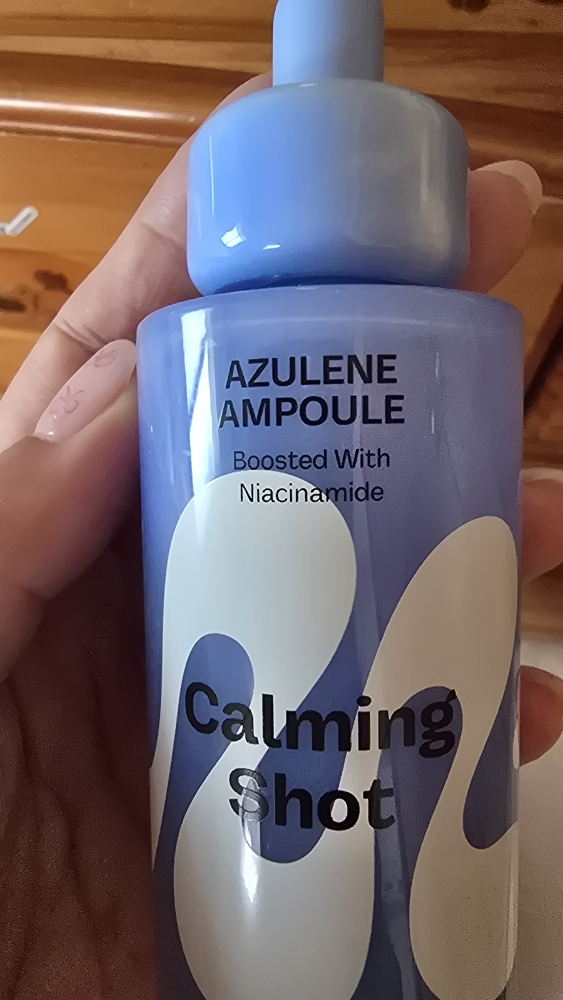 AZULENE
AMPOULE
Boosted With
Niacinamide
Calming
Shot